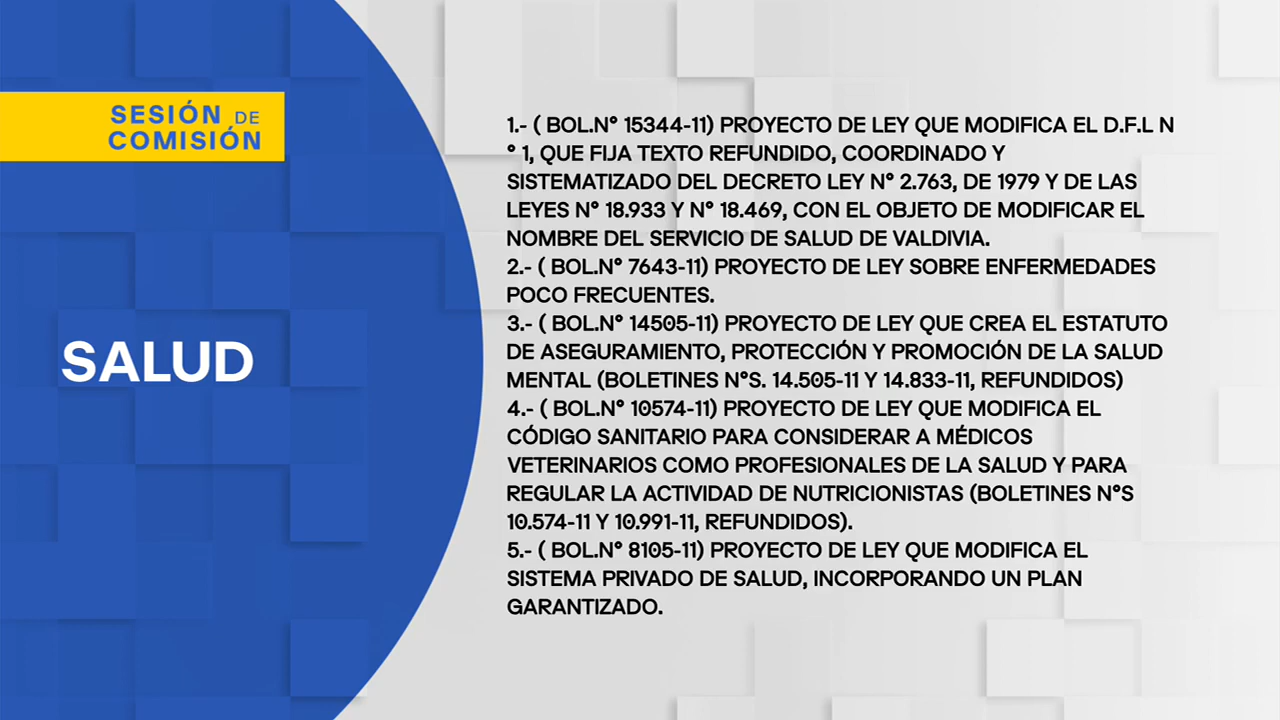 SESIÓN DE
COMISIÓN
SALUD
1.- ( BOL.N° 15344-11) PROYECTO DE LEY QUE MODIFICA EL D.F.L N
° 1, QUE FIJA TEXTO REFUNDIDO, COORDINADO Y
SISTEMATIZADO DEL DECRETO LEY N° 2.763, DE 1979 Y DE LAS
LEYES N° 18.933 Y N° 18.469, CON EL OBJETO DE MODIFICAR EL
NOMBRE DEL SERVICIO DE SALUD DE VALDIVIA.
2.- ( BOL.N° 7643-11) PROYECTO DE LEY SOBRE ENFERMEDADES
POCO FRECUENTES.
3.- ( BOL.N° 14505-11) PROYECTO DE LEY QUE CREA EL ESTATUTO
DE ASEGURAMIENTO, PROTECCIÓN Y PROMOCIÓN DE LA SALUD
MENTAL (BOLETINES N°S. 14.505-11 Y 14.833-11, REFUNDIDOS)
4.- ( BOL.N° 10574-11) PROYECTO DE LEY QUE MODIFICA EL
CÓDIGO SANITARIO PARA CONSIDERAR A MÉDICOS
VETERINARIOS COMO PROFESIONALES DE LA SALUD Y PARA
REGULAR LA ACTIVIDAD DE NUTRICIONISTAS (BOLETINES N°S
10.574-11 Y 10.991-11, REFUNDIDOS).
5.- ( BOL.N° 8105-11) PROYECTO DE LEY QUE MODIFICA EL
SISTEMA PRIVADO DE SALUD, INCORPORANDO UN PLAN
GARANTIZADO.